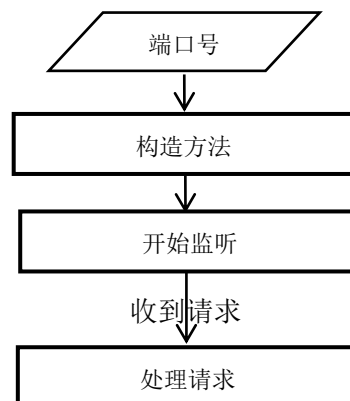 端口号
构造方法
开始监听
收到请求
处理请求